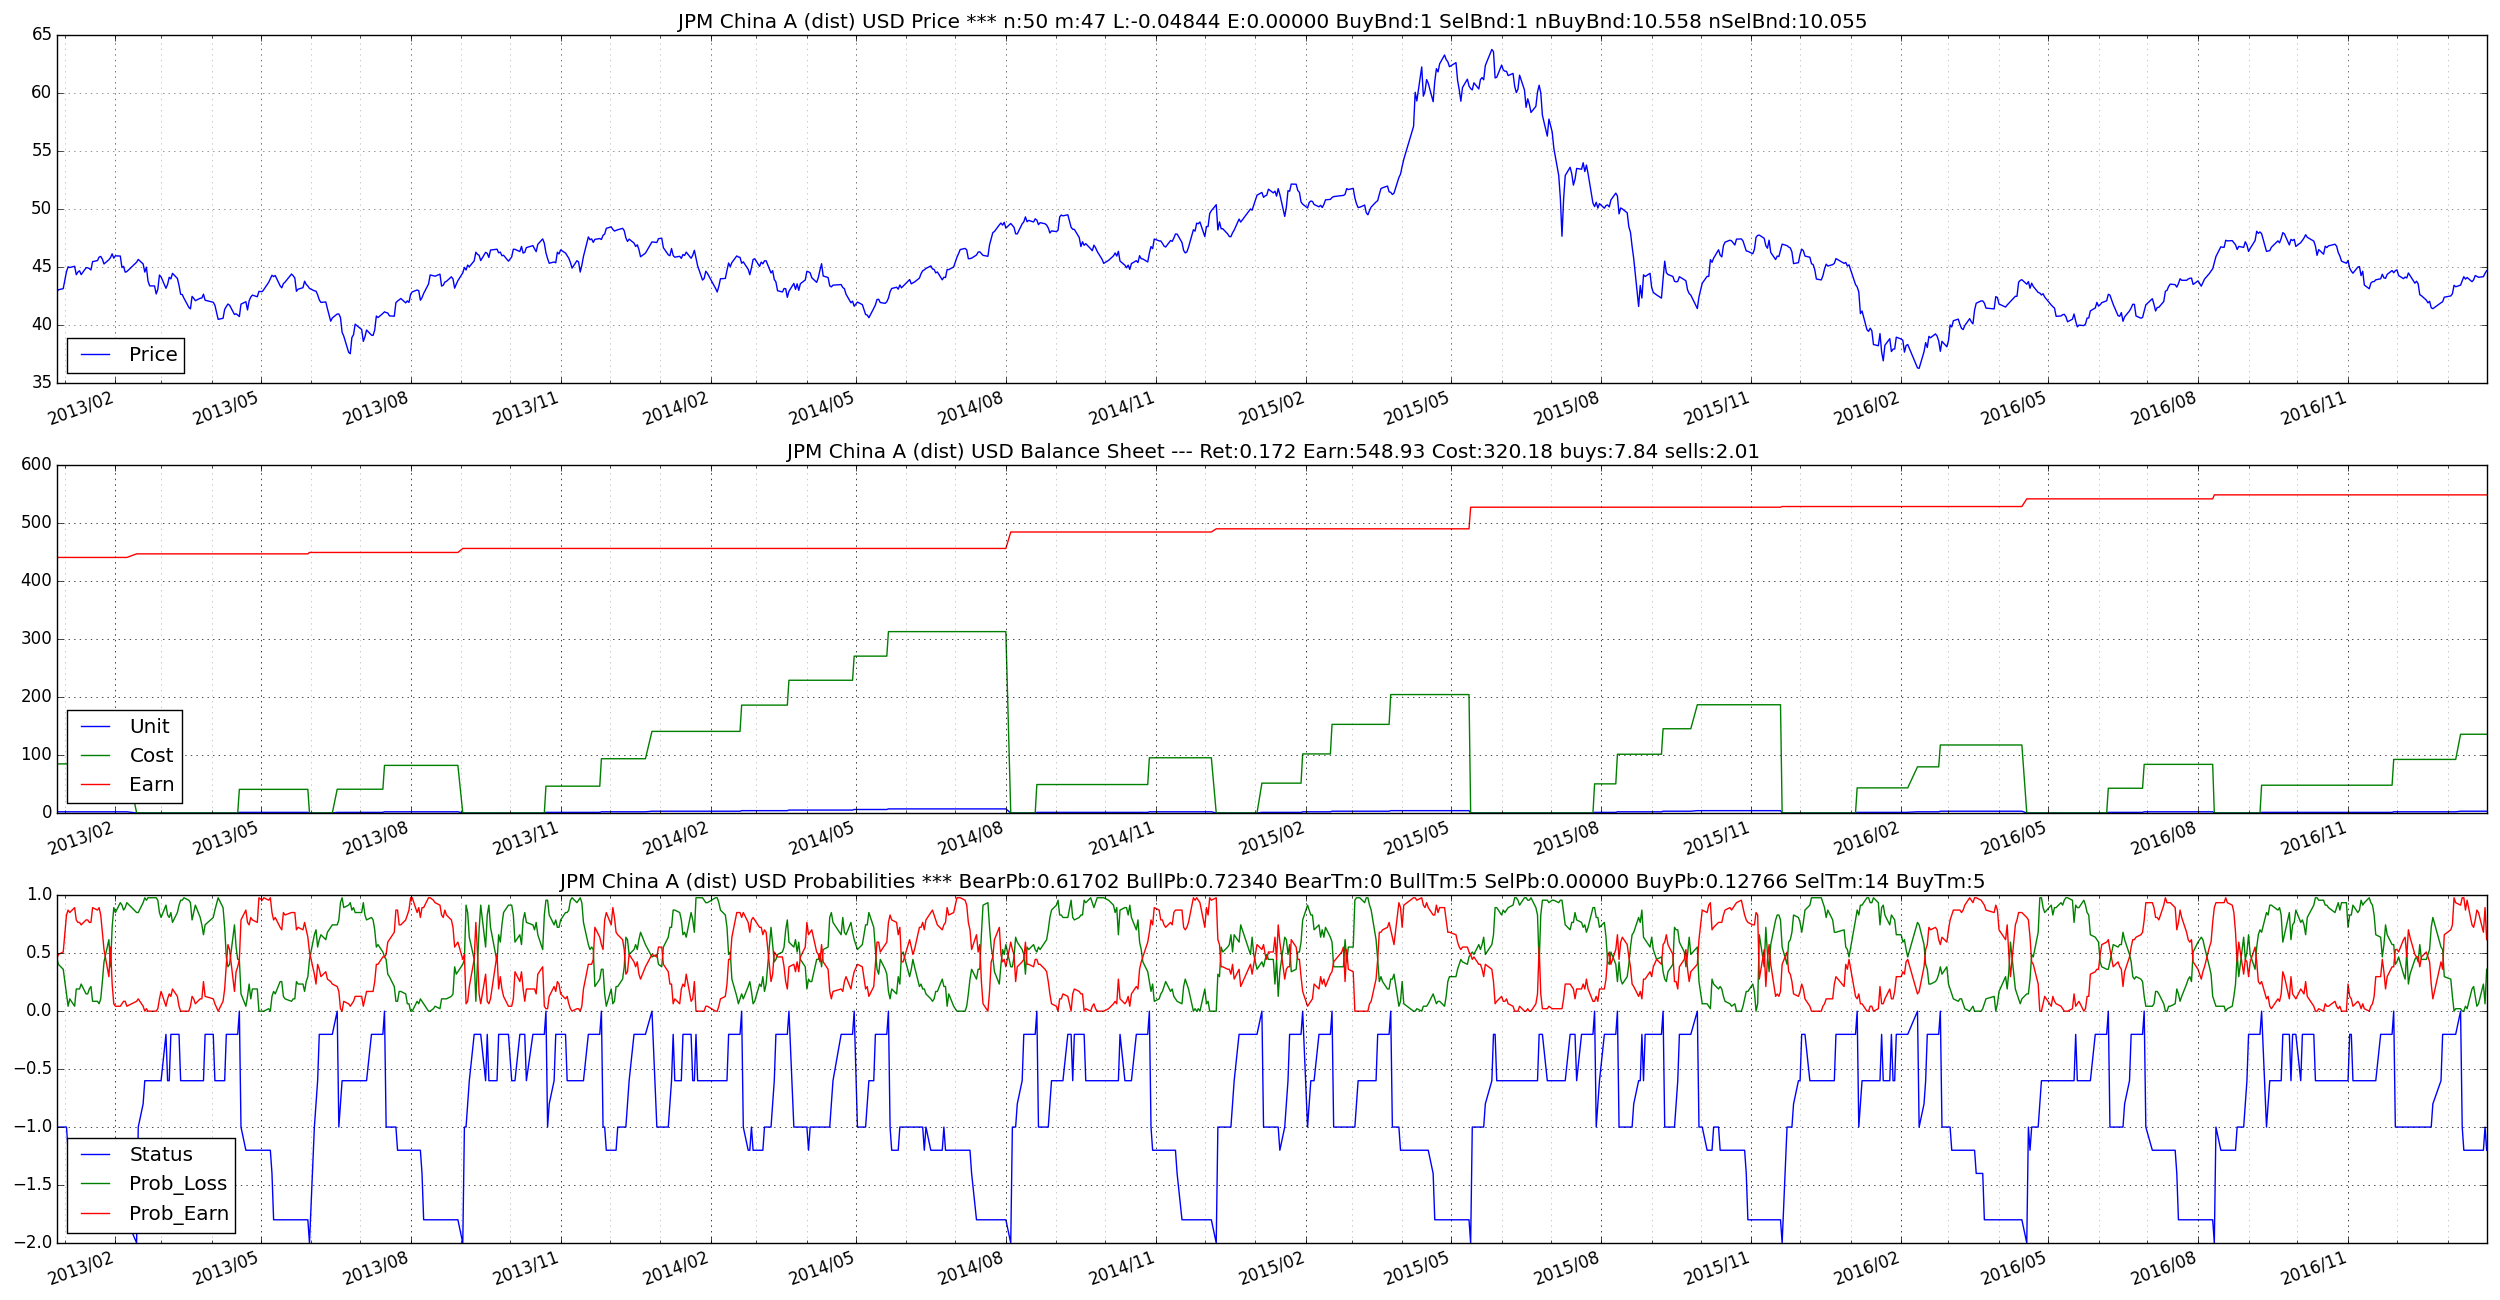 JPM China A (dist) USD Price *** n:50 m:47 L:-0.04844 E:0.00000 BuyBnd:1 SelBnd:1 nBuyBnd:10.558 nSelBnd:10.055
65
60
55
50
45
40
35
Price
2013/02 2013/05 2013/08 2013/11 2014/02 2014/05 2014/08 2014/11 2015/02 2015/05 2015/08 2015/11 2016/02 2016/05 2016/08 2016/11
JPM China A (dist) USD Balance Sheet --- Ret:0.172 Earn:548.93 Cost:320.18 buys:7.84 sells:2.01
600
500
400
300
200
100
0
Unit
Cost
Earn
2013/02 2013/05 2013/08 2013/11 2014/02 2014/05 2014/08 2014/11 2015/02 2015/05 2015/08 2015/11 2016/02 2016/05 2016/08 2016/11
JPM China A (dist) USD Probabilities *** BearPb:0.61702 BullPb:0.72340 BearTm:0 BullTm:5 SelPb:0.00000 BuyPb:0.12766 SelTm:14 BuyTm:5
1.0
0.5
0.0
−0.5
−1.0
−1.5
−2.0
Status
Prob_Loss
Prob_Earn
2013/02 2013/05 2013/08 2013/11 2014/02 2014/05 2014/08 2014/11 2015/02 2015/05 2015/08 2015/11 2016/02 2016/05 2016/08 2016/11